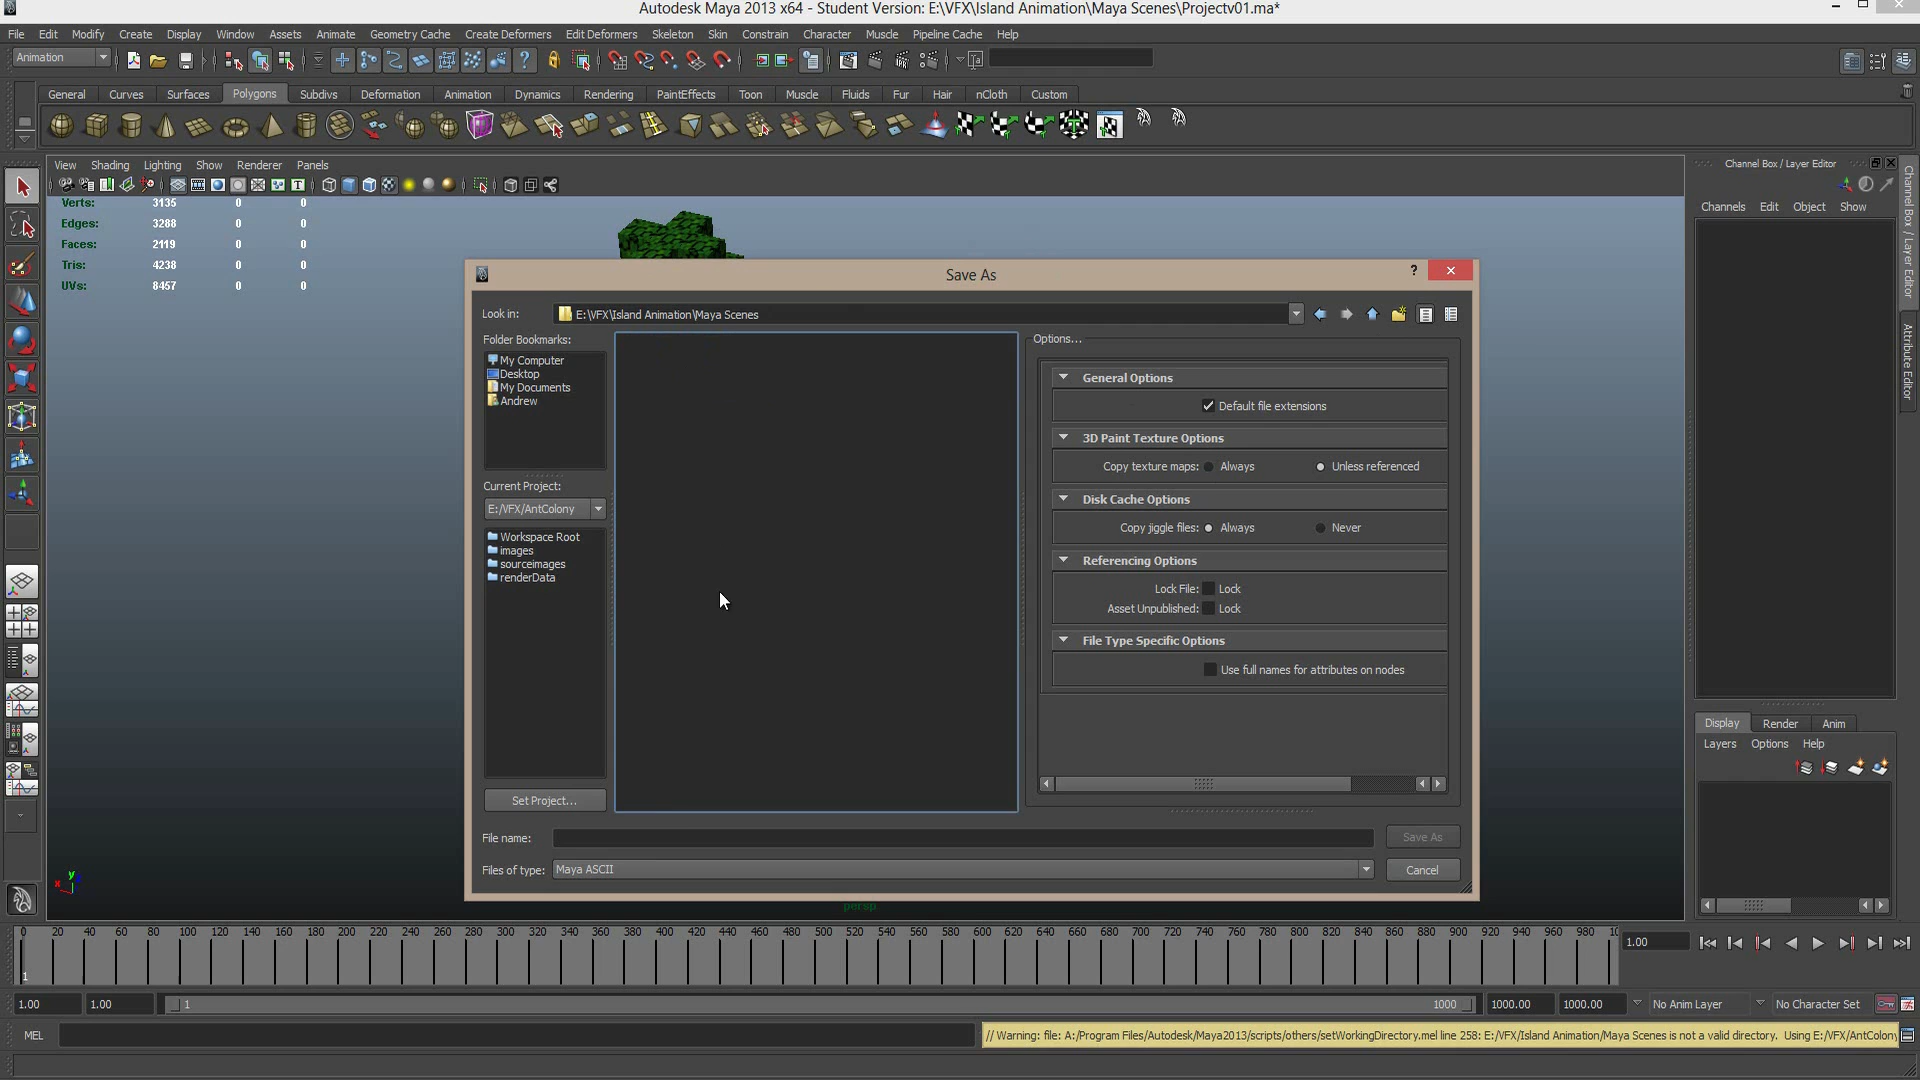 Autodesk Maya 2013 x64 - Student Version: E:\VFX\Island Animation\Maya Scenes\Projectv01.ma*
File Edit Modify Create Display Window Assets Animate Geometry Cache Create Deformers Edit Deformers Skeleton Skin Constrain Character Muscle Pipeline Cache Help
Animation
General Curves Surfaces Polygons Subdivs Deformation Animation Dynamics Rendering PaintEffects Toon Muscle Fluids Fur Hair nCloth Custom
View Shading Lighting Show Renderer Panels
Verts: 3135 0 0
Edges: 3288 0 0
Faces: 2119 0 0
Tris: 4238 0 0
UVs: 8457 0 0
Save As
?
Look in: E:\VFX\Island Animation\Maya Scenes
Folder Bookmarks:
My Computer
Desktop
My Documents
Andrew
Current Project:
E:/VFX/AntColony
Workspace Root
images
sourceimages
renderData
Set Project...
Options...
General Options
Default file extensions
3D Paint Texture Options
Copy texture maps: Always Unless referenced
Disk Cache Options
Copy jiggle files: Always Never
Referencing Options
Lock File: Lock
Asset Unpublished: Lock
File Type Specific Options
Use full names for attributes on nodes
File name: Save As
Files of type: Maya ASCII Cancel
persp
y
x
Channel Box / Layer Editor
Channels Edit Object Show
Channel Box / Layer Editor
Attribute Editor
Display Render Anim
Layers Options Help
0 20 40 60 80 100 120 140 160 180 200 220 240 260 280 300 320 340 360 380 400 420 440 460 480 500 520 540 560 580 600 620 640 660 680 700 720 740 760 780 800 820 840 860 880 900 920 940 960 980 10
1
1.00
1.00 1.00 1 1000 1000.00 1000.00 No Anim Layer No Character Set
MEL // Warning: file: A:/Program Files/Autodesk/Maya2013/scripts/others/setWorkingDirectory.mel line 258: E:/VFX/Island Animation/Maya Scenes is not a valid directory. Using E:/VFX/AntColony